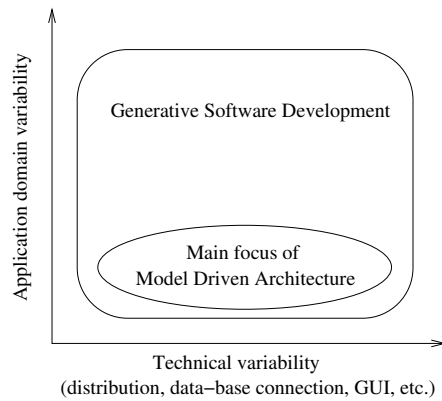 Application domain variability
Generative Software Development
Main focus of
Model Driven Architecture
Technical variability
(distribution, data−base connection, GUI, etc.)